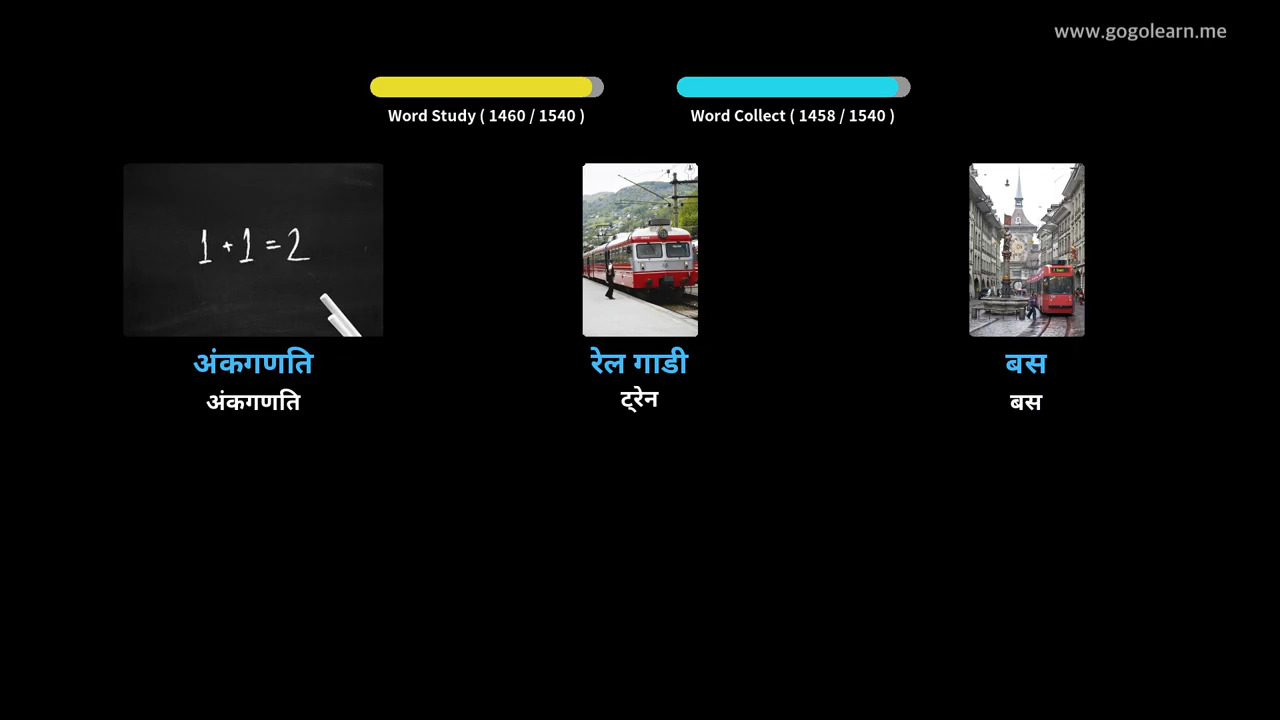 www.gogolearn.me
Word Study ( 1460 / 1540 )
Word Collect ( 1458 / 1540 )
1 + 1 = 2
अंकगणति
रेल गाडी
बस
अंकगणति
ट्रेन
बस